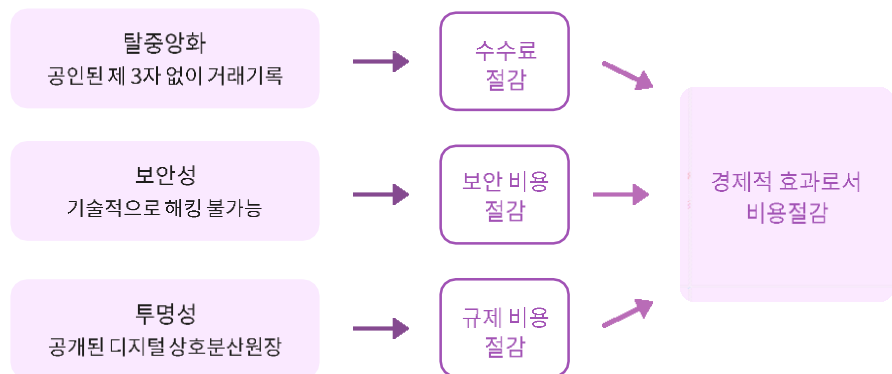 탈중앙화
공인된 제 3자 없이 거래기록
수수료
절감
보안성
기술적으로 해킹 불가능
보안 비용
절감
경제적 효과로서
비용절감
투명성
공개된 디지털 상호분산원장
규제 비용
절감